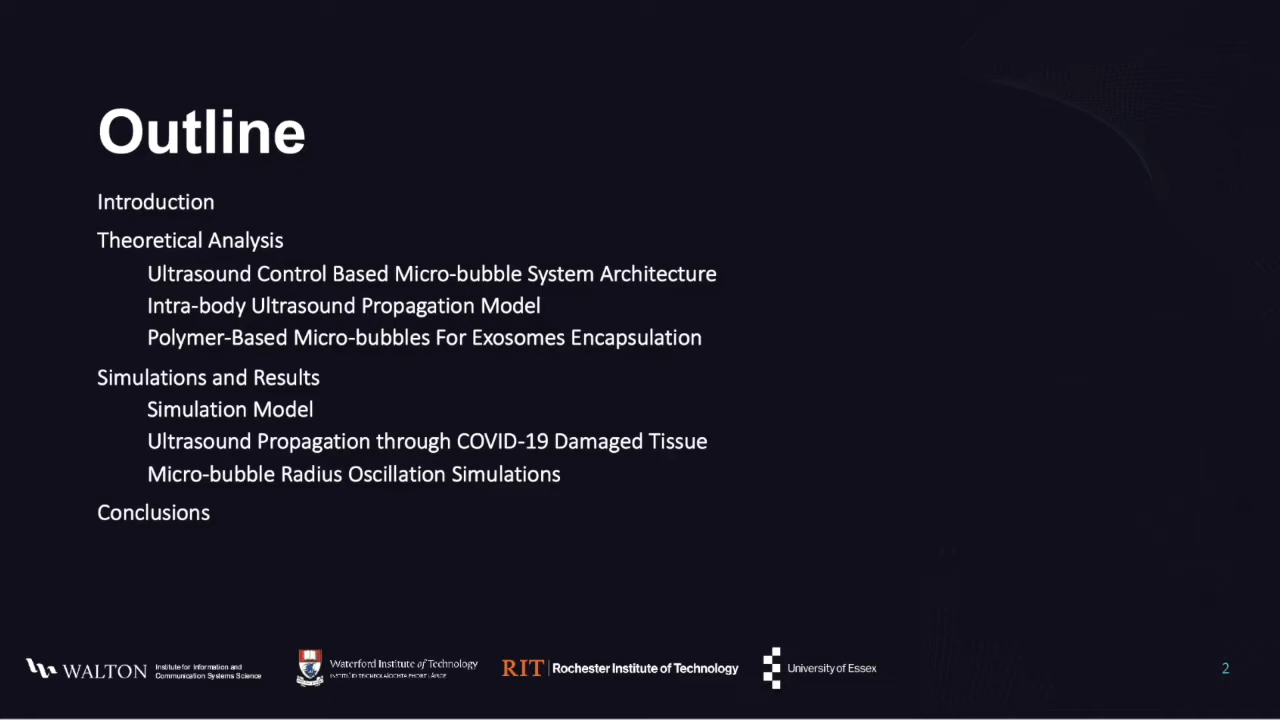 Outline
Introduction
Theoretical Analysis
Ultrasound Control Based Micro-bubble System Architecture
Intra-body Ultrasound Propagation Model
Polymer-Based Micro-bubbles For Exosomes Encapsulation
Simulations and Results
Simulation Model
Ultrasound Propagation through COVID-19 Damaged Tissue
Micro-bubble Radius Oscillation Simulations
Conclusions
WALTON
Institute for Information and
Communication Systems Science
Waterford Institute of Technology
RIT Rochester Institute of Technology
University of Essex
2